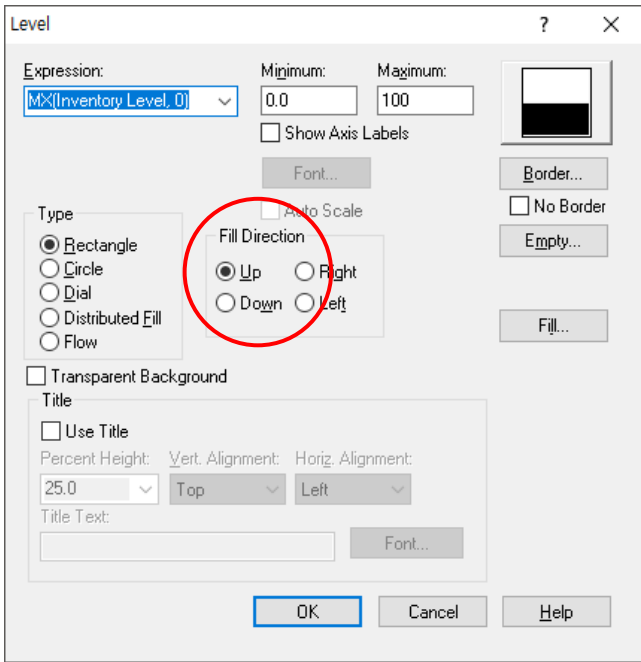 Level
?
Expression:
Minimum:
Maximum:
MX(Inventory Level, 0)
0.0
100
Show Axis Labels
Font...
Border...
Auto Scale
No Border
Type
Rectangle
Circle
Dial
Distributed Fill
Flow
Fill Direction
Up
Right
Down
Left
Empty...
Fill...
Transparent Background
Title
Use Title
Percent Height:
Vert. Alignment:
Horiz. Alignment:
25.0
Top
Left
Title Text:
Font...
OK
Cancel
Help